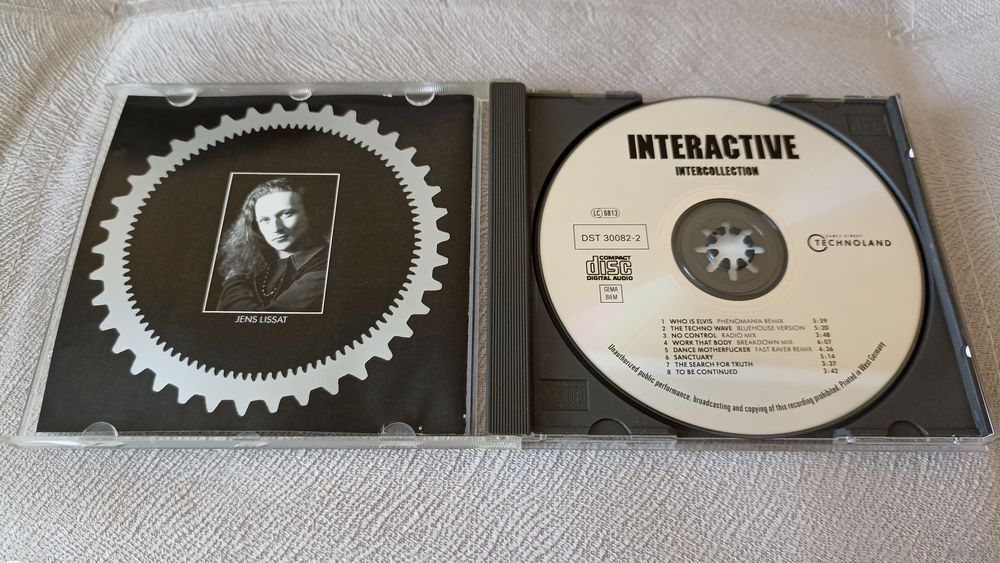 JENS LISSAT
INTERACTIVE
INTERCOLLECTION
LC 6813
DST 30082-2
COMPACT
disc
DIGITAL AUDIO
GEMA
BIEM
DANCE STREET
TECHNOLAND
1 WHO IS ELVIS PHENOMANIA REMIX 5:59
2 THE TECHNO WAVE BLUEHOUSE VERSION 5:20
3 NO CONTROL RADIO MIX 3:48
4 WORK THAT BODY BREAKDOWN MIX 6:07
5 DANCE MOTHERFUCKER FAST RAVER REMIX 4:36
6 SANCTUARY 5:14
7 THE SEARCH FOR TRUTH 3:37
8 TO BE CONTINUED 3:42
Unauthorized public performance, broadcasting and copying of this recording prohibited. Printed in West Germany